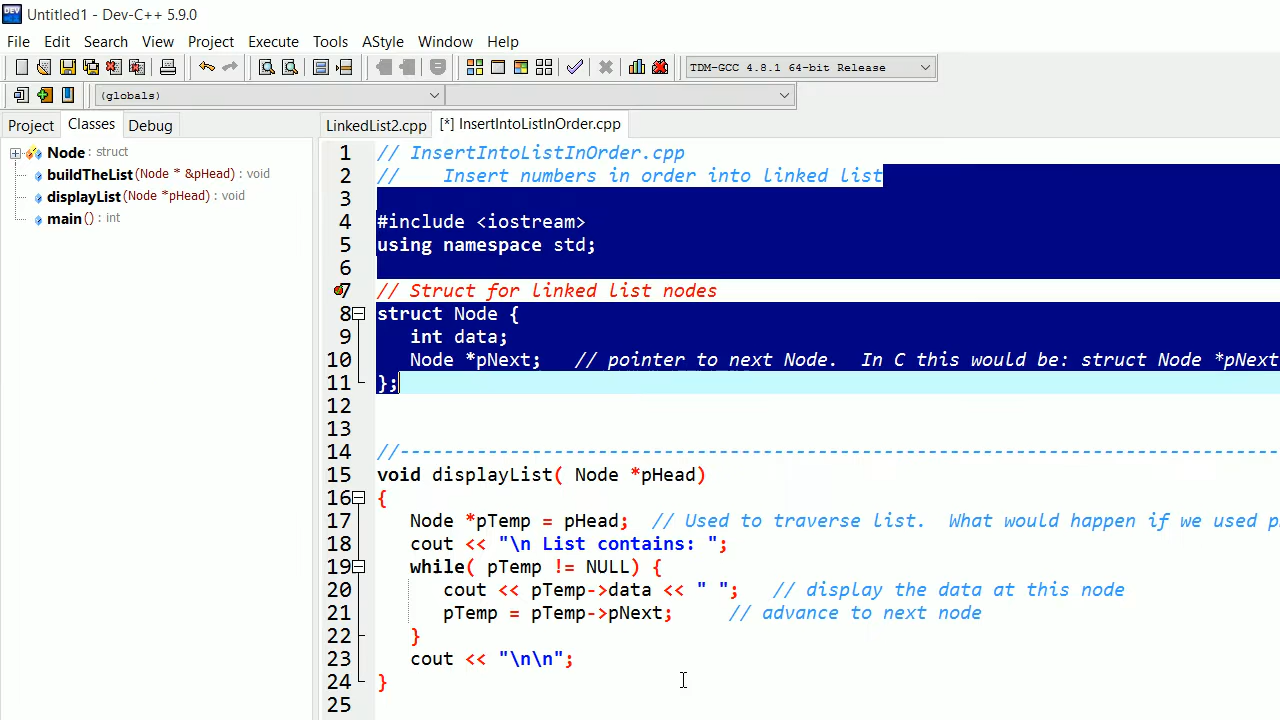 Untitled1 - Dev-C++ 5.9.0
File Edit Search View Project Execute Tools AStyle Window Help
TDM-GCC 4.8.1 64-bit Release
(globals)
Project Classes Debug
LinkedList2.cpp [*] InsertIntoListInOrder.cpp
Node : struct
buildTheList (Node * &pHead) : void
displayList (Node *pHead) : void
main () : int
1 // InsertIntoListInOrder.cpp
2 //    Insert numbers in order into linked list
3
4 #include <iostream>
5 using namespace std;
6
7 // Struct for linked list nodes
8 struct Node {
9    int data;
10    Node *pNext;   // pointer to next Node.  In C this would be: struct Node *pNext
11 };
12
13
14 //--------------------------------------------------------------------------------
15 void displayList( Node *pHead)
16 {
17    Node *pTemp = pHead;  // Used to traverse list.  What would happen if we used p
18    cout << "\n List contains: ";
19    while( pTemp != NULL) {
20       cout << pTemp->data << " ";   // display the data at this node
21       pTemp = pTemp->pNext;     // advance to next node
22    }
23    cout << "\n\n";
24 }
25